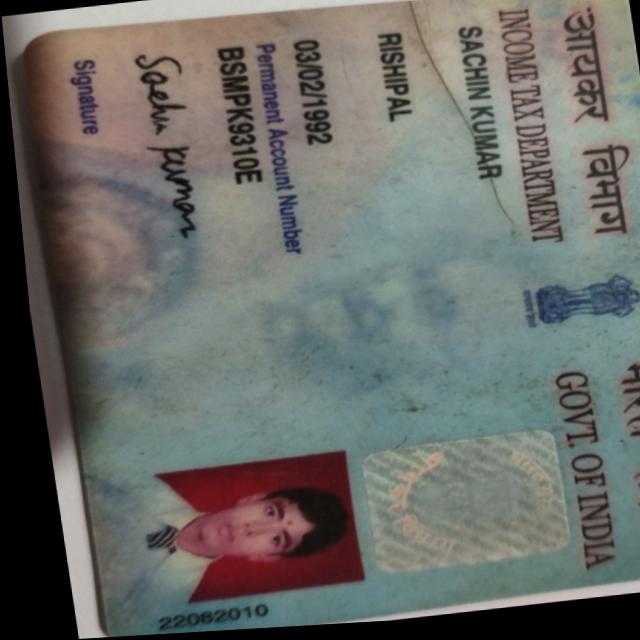 आयकर विभाग
INCOME TAX DEPARTMENT
GOVT. OF INDIA
SACHIN KUMAR
RISHIPAL
03/02/1992
Permanent Account Number
BSMPK9310E
Sachin Kumar
Signature
22082010